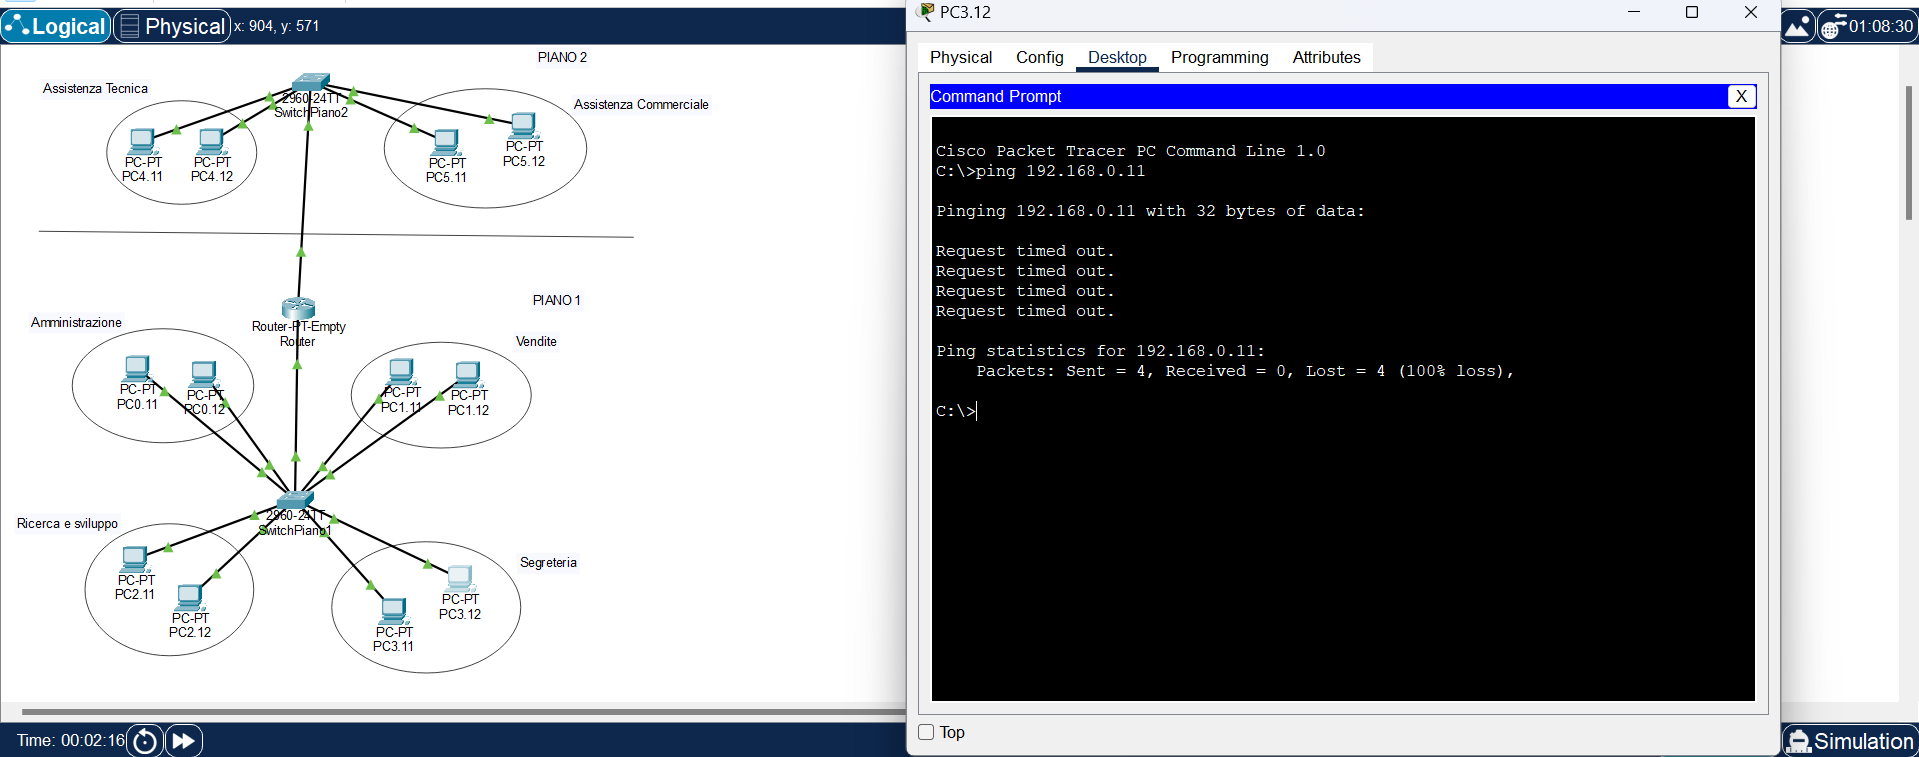 Logical
Physical
x: 904, y: 571
PIANO 2
Assistenza Tecnica
2960-24TT
SwitchPiano2
Assistenza Commerciale
PC-PT
PC4.11
PC-PT
PC4.12
PC-PT
PC5.11
PC-PT
PC5.12
PIANO 1
Router-PT-Empty
Router
Amministrazione
PC-PT
PC0.11
PC-PT
PC0.12
Vendite
PC-PT
PC1.11
PC-PT
PC1.12
2960-24TT
SwitchPiano1
Ricerca e sviluppo
PC-PT
PC2.11
PC-PT
PC2.12
Segreteria
PC-PT
PC3.12
PC-PT
PC3.11
Time: 00:02:16
PC3.12
Physical Config Desktop Programming Attributes
Command Prompt
X
Cisco Packet Tracer PC Command Line 1.0
C:\>ping 192.168.0.11
Pinging 192.168.0.11 with 32 bytes of data:
Request timed out.
Request timed out.
Request timed out.
Request timed out.
Ping statistics for 192.168.0.11:
Packets: Sent = 4, Received = 0, Lost = 4 (100% loss),
C:\>
Top
01:08:30
Simulation